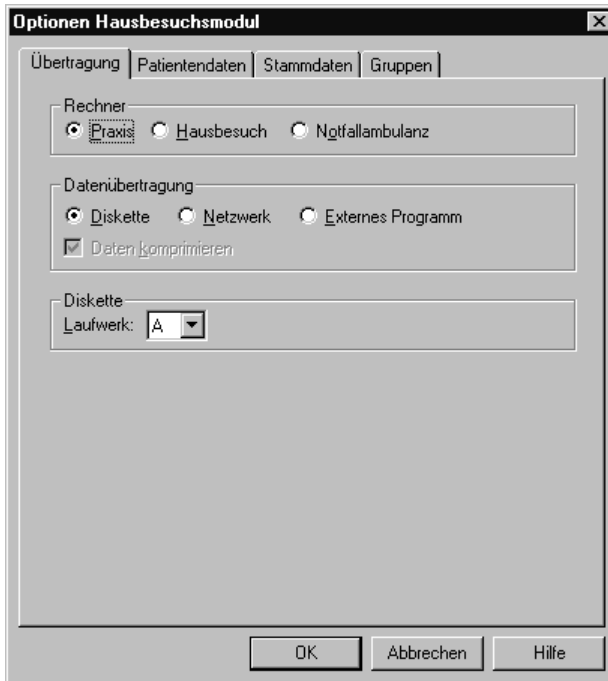 Optionen Hausbesuchsmodul
Übertragung Patientendaten Stammdaten Gruppen
Rechner
Praxis Hausbesuch Notfallambulanz
Datenübertragung
Diskette Netzwerk Externes Programm
Daten komprimieren
Diskette
Laufwerk: A
OK Abbrechen Hilfe